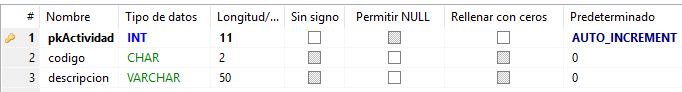 # Nombre Tipo de datos Longitud/... Sin signo Permitir NULL Rellenar con ceros Predeterminado
1 pkActividad INT 11 AUTO_INCREMENT
2 codigo CHAR 2 0
3 descripcion VARCHAR 50 0